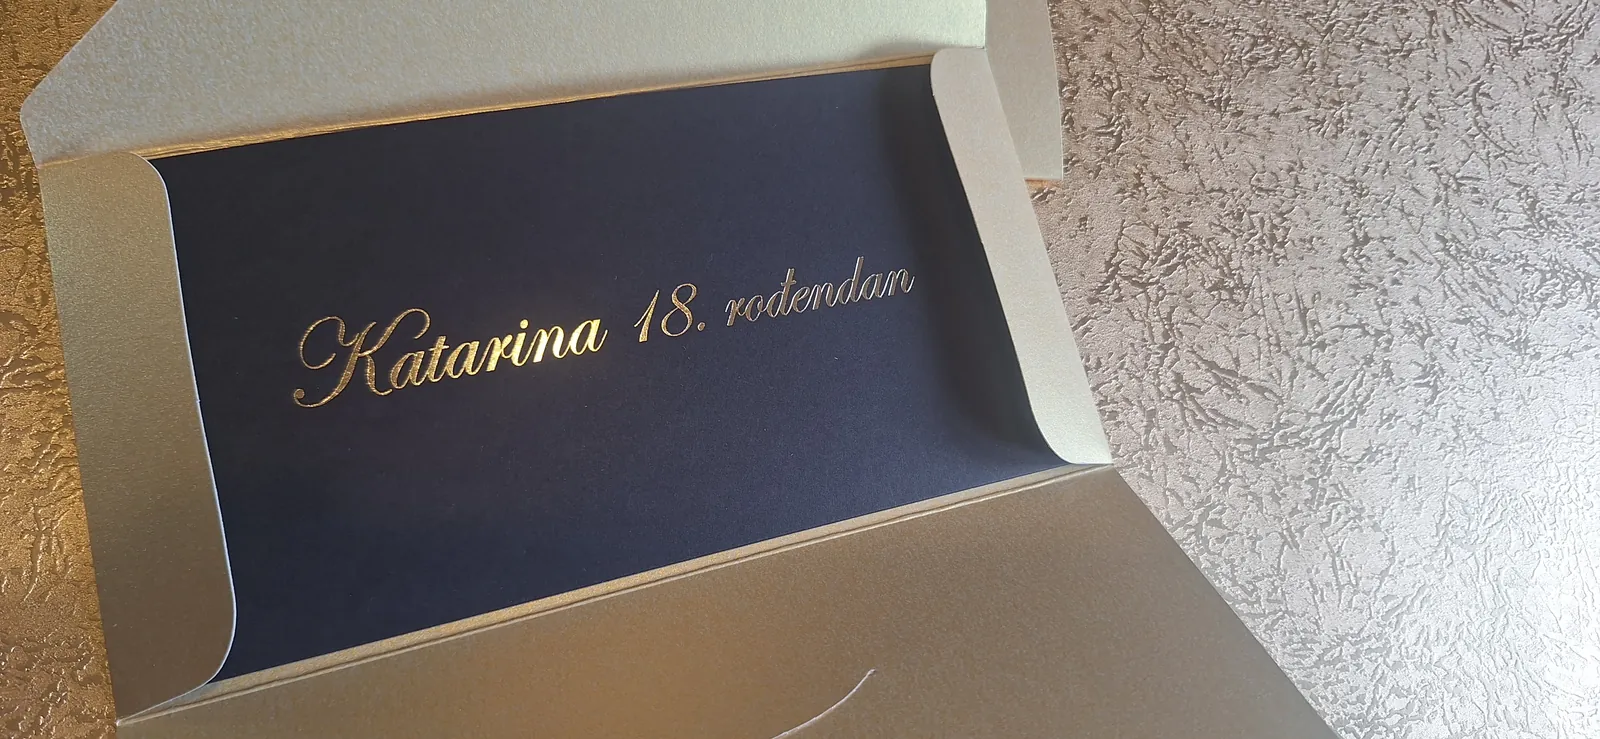 Katarina 18. rođendan